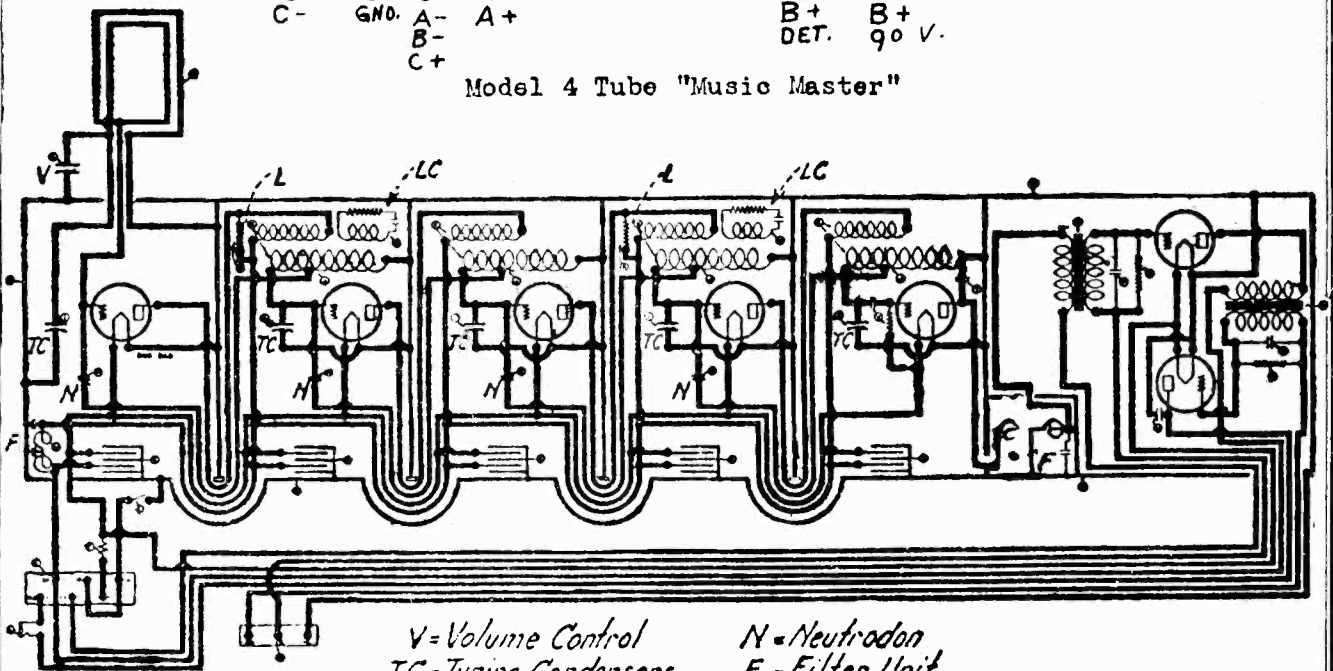 C- GND. A- A+ B+ B+
B- DET. 90 V.
C+
Model 4 Tube "Music Master"
V
L LC L LC
TC TC TC TC TC
N N N N
F F
V = Volume Control N = Neutrodon
TC = Tuning Condensers F = Filter Unit